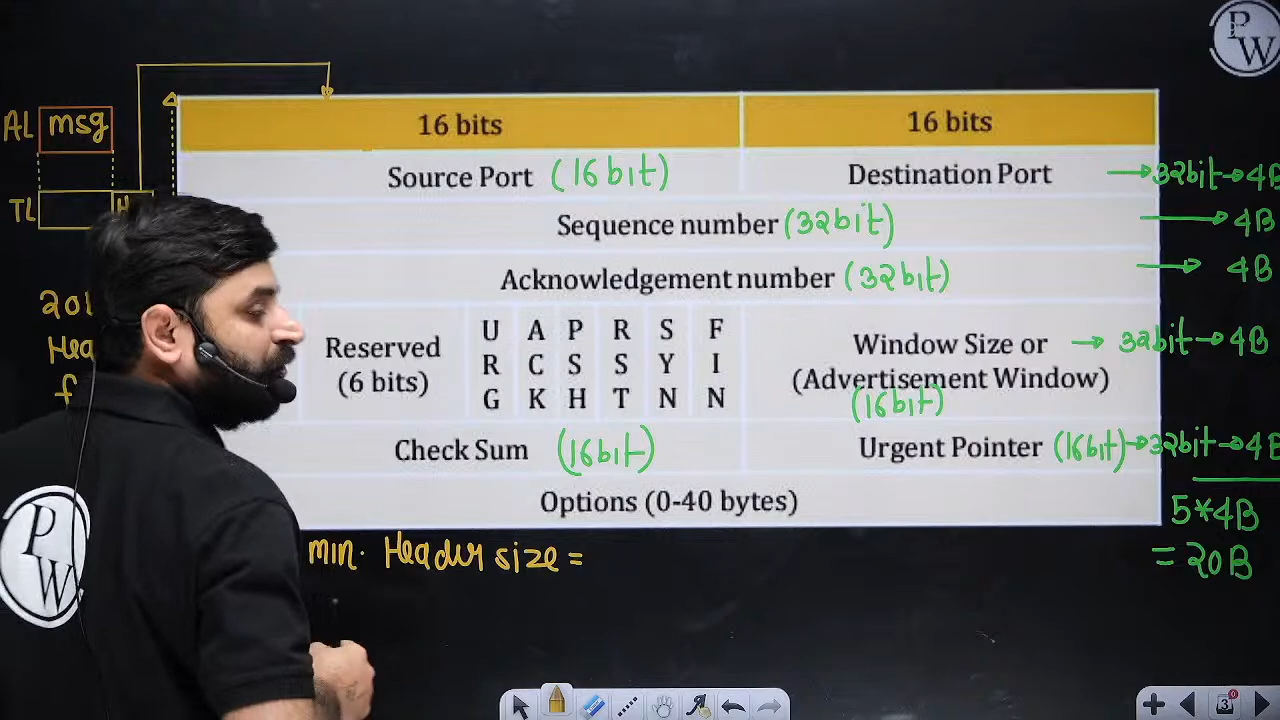 P
W
16 bits 16 bits
AL msg
Source Port (16bit) Destination Port → 32bit → 4B
TL H
Sequence number (32bit) → 4B
Acknowledgement number (32bit) → 4B
Reserved
(6 bits)
U A P R S F
R C S S Y I
G K H T N N
Window Size or → 32bit → 4B
(Advertisement Window)
(16bit)
Check Sum (16bit) Urgent Pointer (16bit) → 32bit → 4B
Options (0-40 bytes)
5*4B
= 20B
min. Header size =
P
W
3